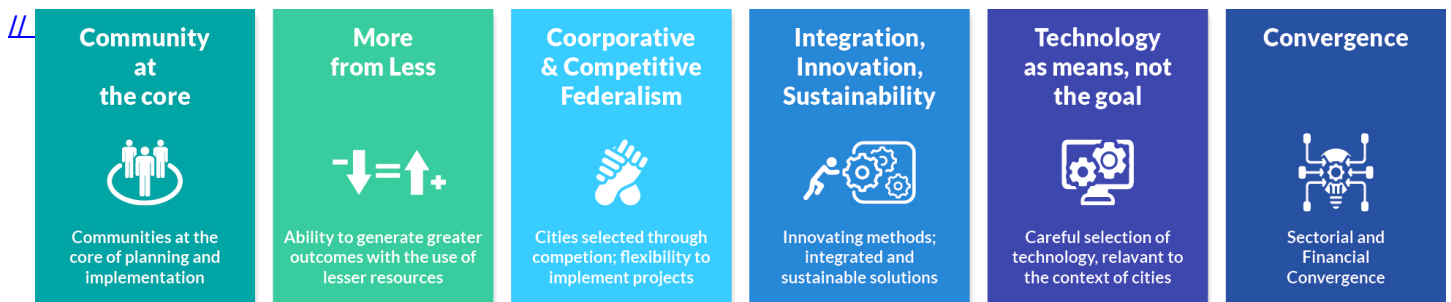 //
Community
at
the core
Communities at the
core of planning and
implementation
More
from Less
Ability to generate greater
outcomes with the use of
lesser resources
Coorporative
& Competitive
Federalism
Cities selected through
competion; flexibility to
implement projects
Integration,
Innovation,
Sustainability
Innovating methods;
integrated and
sustainable solutions
Technology
as means, not
the goal
Careful selection of
technology, relavant to
the context of cities
Convergence
Sectorial and
Financial
Convergence